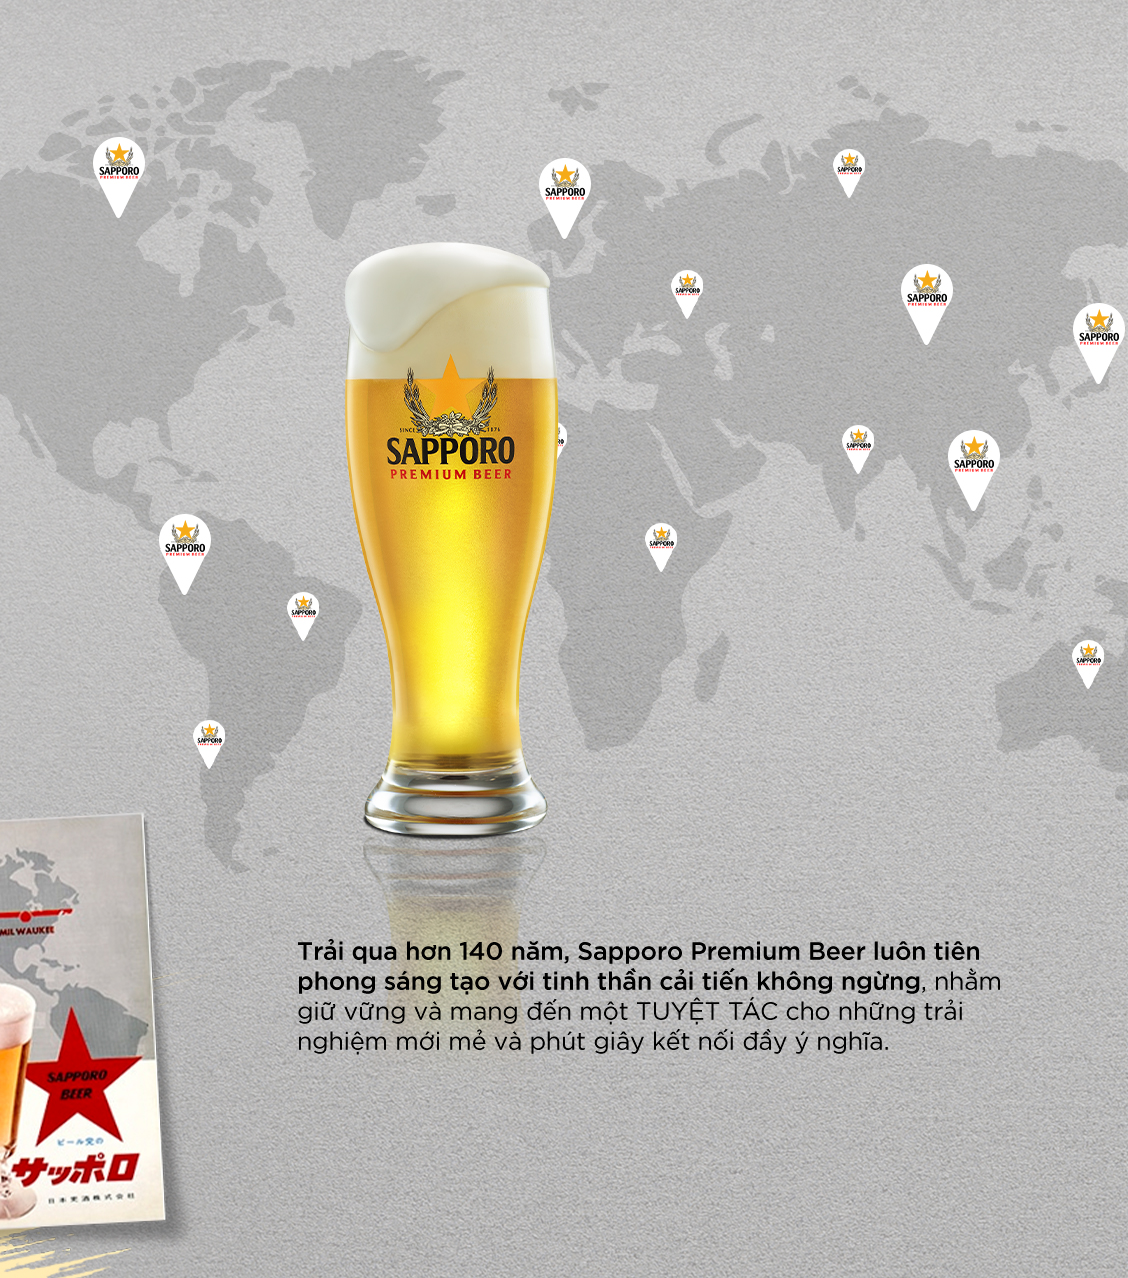 SAPPORO
PREMIUM BEER
SAPPORO
PREMIUM BEER
SAPPORO
PREMIUM BEER
SAPPORO
PREMIUM BEER
SAPPORO
PREMIUM BEER
SAPPORO
PREMIUM BEER
SINCE 1876
SAPPORO
PREMIUM BEER
SAPPORO
PREMIUM BEER
SAPPORO
PREMIUM BEER
SAPPORO
PREMIUM BEER
SAPPORO
PREMIUM BEER
SAPPORO
PREMIUM BEER
SAPPORO
PREMIUM BEER
SAPPORO
PREMIUM BEER
SAPPORO
PREMIUM BEER
MILWAUKEE
Trải qua hơn 140 năm, Sapporo Premium Beer luôn tiên
phong sáng tạo với tinh thần cải tiến không ngừng, nhằm
giữ vững và mang đến một TUYỆT TÁC cho những trải
nghiệm mới mẻ và phút giây kết nối đầy ý nghĩa.
SAPPORO
BEER
ビール党の
サッポロ
日本麦酒株式会社